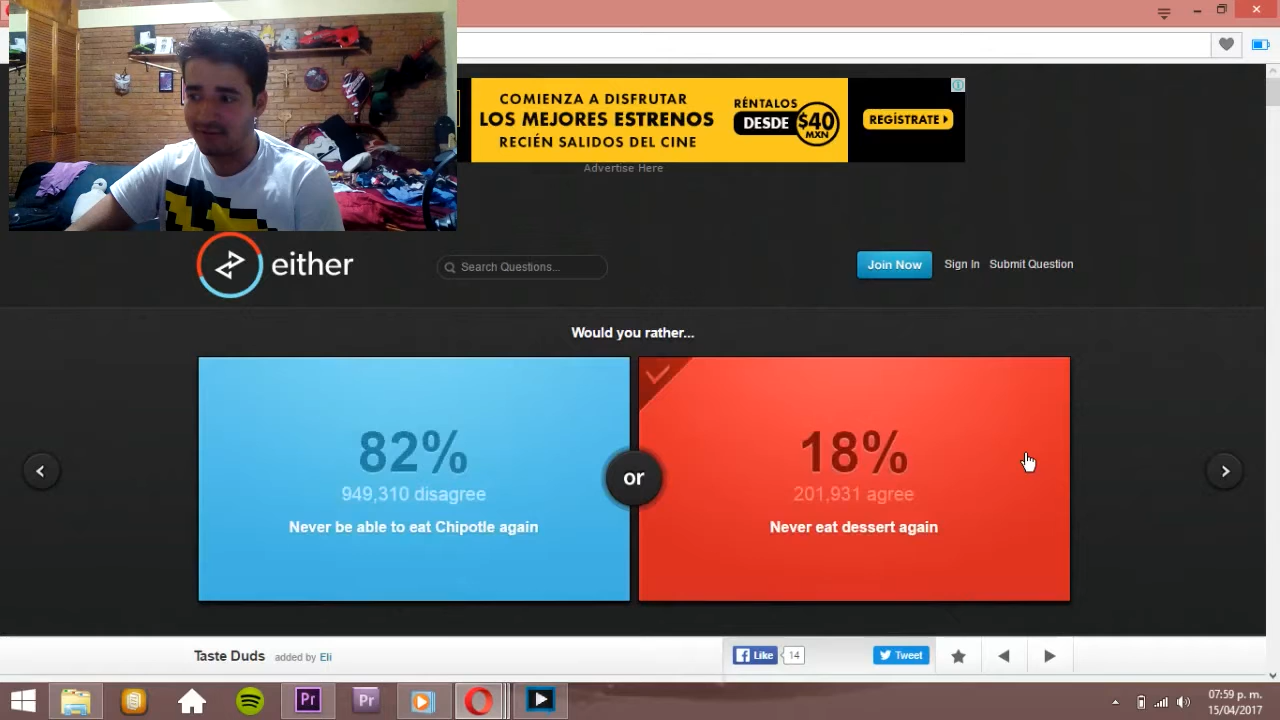 COMIENZA A DISFRUTAR
LOS MEJORES ESTRENOS
RECIÉN SALIDOS DEL CINE
RÉNTALOS
DESDE $40 MXN
REGÍSTRATE
Advertise Here
either
Search Questions...
Join Now
Sign In
Submit Question
Would you rather...
82%
949,310 disagree
Never be able to eat Chipotle again
or
18%
201,931 agree
Never eat dessert again
Taste Duds added by Eli
Like 14
Tweet
Pr
Pr
07:59 p. m.
15/04/2017